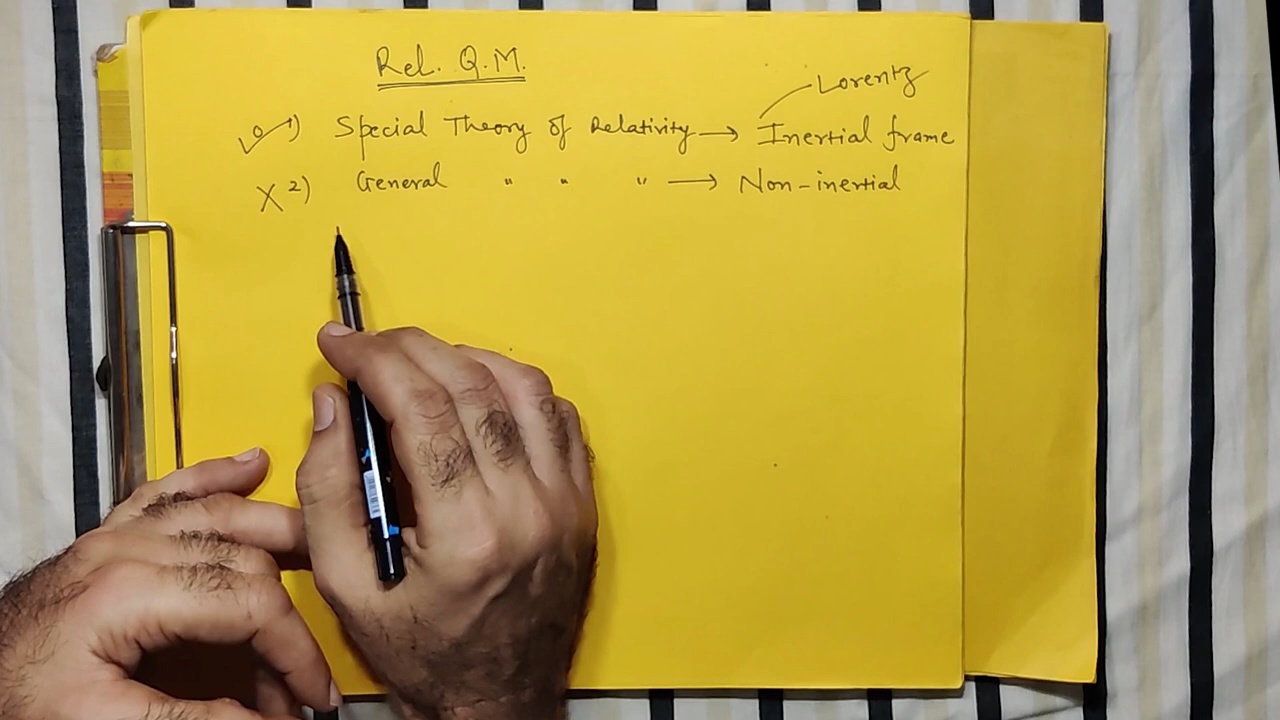 Rel. Q.M.
Lorentz
1) Special Theory of Relativity → Inertial frame
X 2) General " " " → Non-inertial